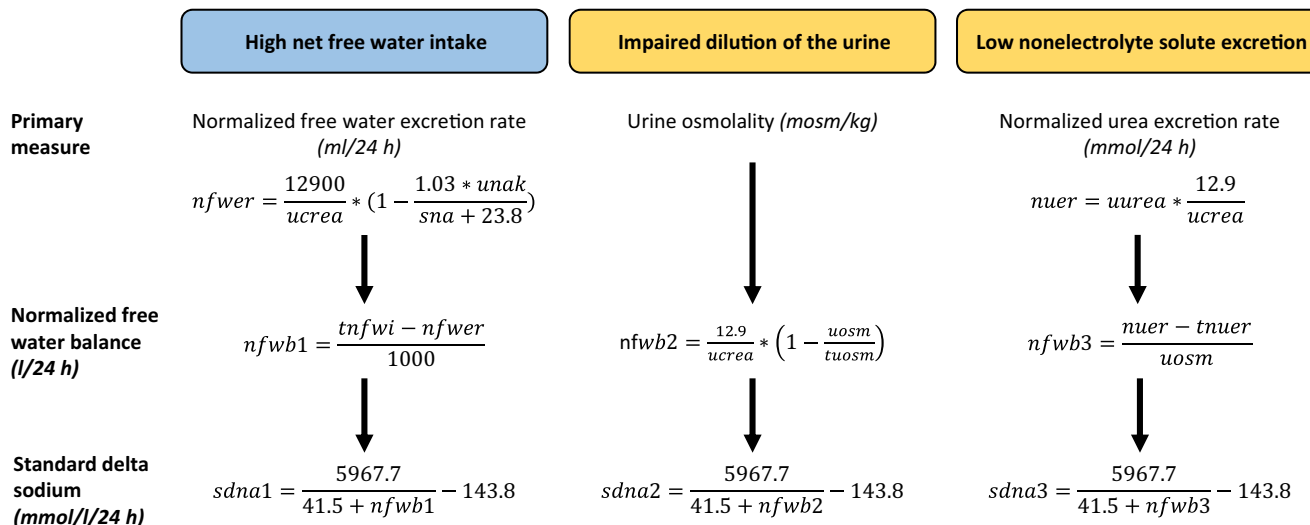 High net free water intake
Impaired dilution of the urine
Low nonelectrolyte solute excretion
Primary
measure
Normalized free water excretion rate
(ml/24 h)
nfwer = 12900/ucrea * (1 − 1.03 * unak/sna + 23.8)
Urine osmolality (mosm/kg)
Normalized urea excretion rate
(mmol/24 h)
nuer = uurea * 12.9/ucrea
Normalized free
water balance
(l/24 h)
nfwb1 = tnfwi − nfwer/1000
nfwb2 = 12.9/ucrea * (1 − uosm/tuosm)
nfwb3 = nuer − tnuer/uosm
Standard delta
sodium
(mmol/l/24 h)
sdna1 = 5967.7/41.5 + nfwb1 − 143.8
sdna2 = 5967.7/41.5 + nfwb2 − 143.8
sdna3 = 5967.7/41.5 + nfwb3 − 143.8